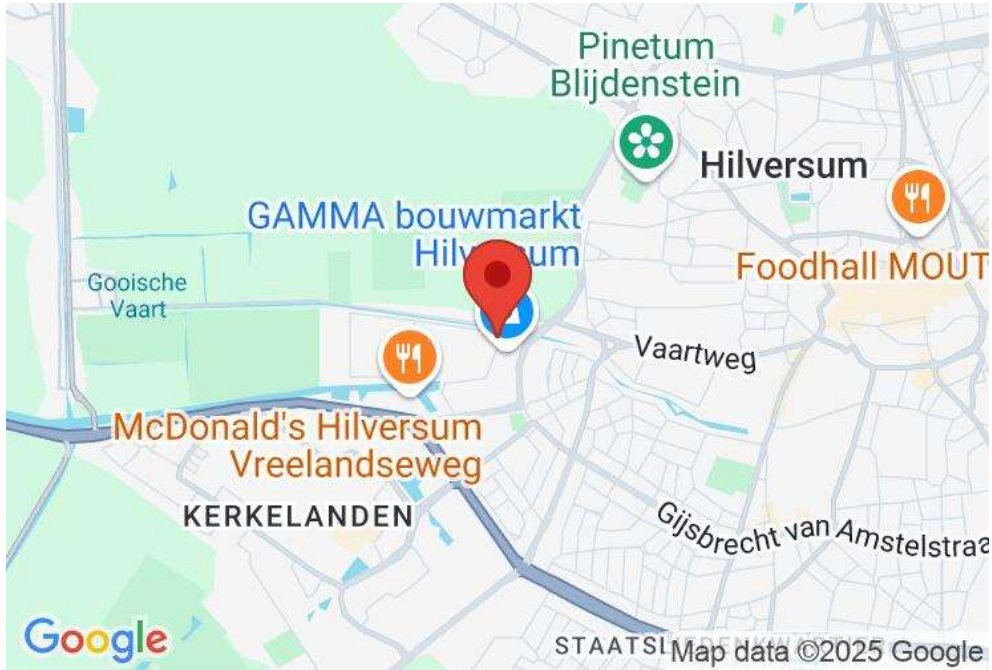 Pinetum
Blijdenstein
Hilversum
GAMMA bouwmarkt
Foodhall MOUT
Gooische
Vaart
Vaartweg
McDonald's Hilversum
Vreelandseweg
KERKELANDEN
Gijsbrecht van Amstelstraa
Google
Map data ©2025 Google